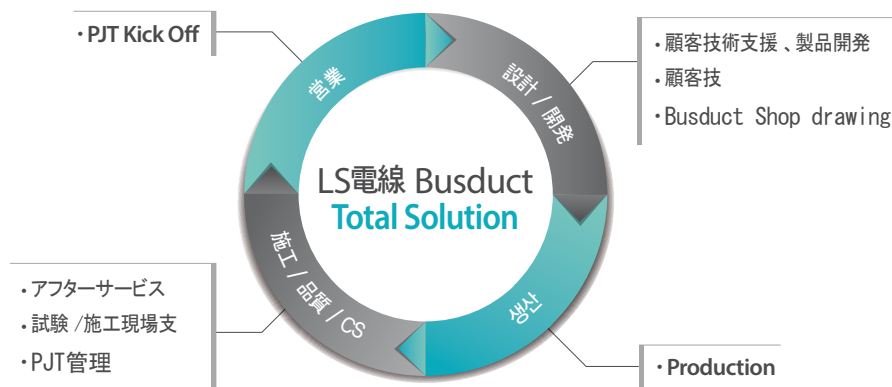 ・PJT Kick Off
営業
設計 / 開発
・顧客技術支援 、製品開発
・顧客技
・Busduct Shop drawing
LS電線 Busduct
Total Solution
施工 / 品質 / CS
생산
・アフターサービス
・試験 /施工現場支
・PJT管理
・Production